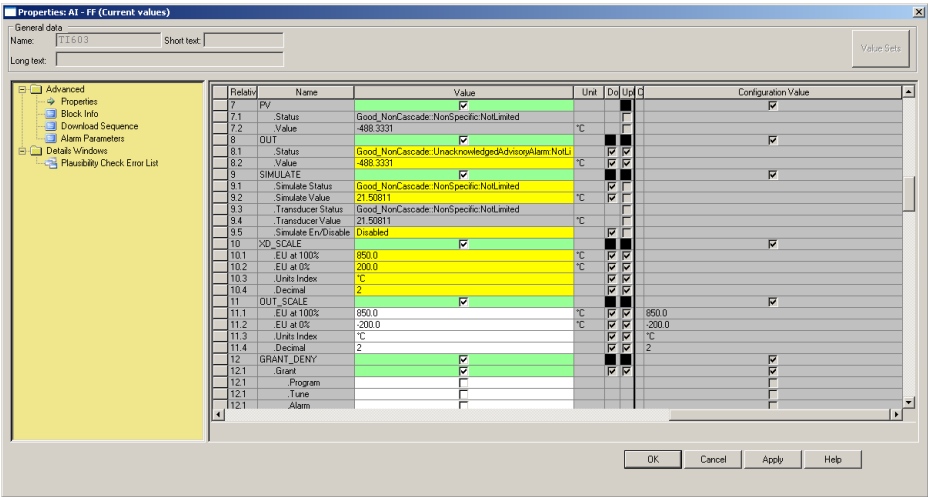 Properties: AI - FF (Current values)
General data
Name: TI603 Short text:
Value Sets
Long text:
Advanced
Properties
Block Info
Download Sequence
Alarm Parameters
Details Windows
Plausibility Check Error List
Relativ Name Value Unit Do Up C Configuration Value
7 PV
7.1 .Status Good_NonCascade::NonSpecific:NotLimited
7.2 .Value -488.3331 °C
8 OUT
8.1 .Status Good_NonCascade::UnacknowledgedAdvisoryAlarm:NotLi
8.2 .Value -488.3331 °C
9 SIMULATE
9.1 .Simulate Status Good_NonCascade::NonSpecific:NotLimited
9.2 .Simulate Value 21.50811 °C
9.3 .Transducer Status Good_NonCascade::NonSpecific:NotLimited
9.4 .Transducer Value 21.50811 °C
9.5 .Simulate En/Disable Disabled
10 XD_SCALE
10.1 .EU at 100% 850.0 °C
10.2 .EU at 0% 200.0 °C
10.3 .Units Index °C
10.4 .Decimal 2
11 OUT_SCALE
11.1 .EU at 100% 850.0 °C 850.0
11.2 .EU at 0% -200.0 °C -200.0
11.3 .Units Index °C °C
11.4 .Decimal 2 2
12 GRANT_DENY
12.1 .Grant
12.1 .Program
12.1 .Tune
12.1 .Alarm
OK Cancel Apply Help